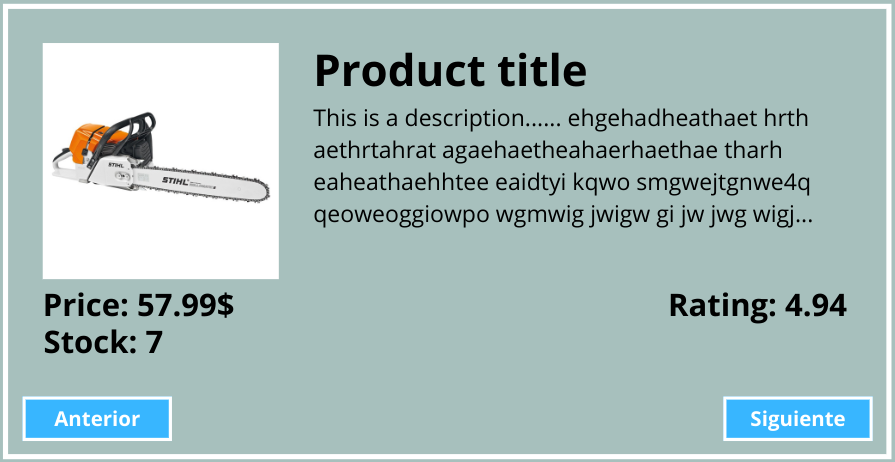 Product title
This is a description...... ehgehadheathaet hrth
aethrtahrat agaehaetheahaerhaethae tharh
eaheathaehhtee eaidtyi kqwo smgwejtgnwe4q
qeoweoggiowpo wgmwig jwigw gi jw jwg wigj...
STIHL
STIHL
Price: 57.99$
Rating: 4.94
Stock: 7
Anterior
Siguiente